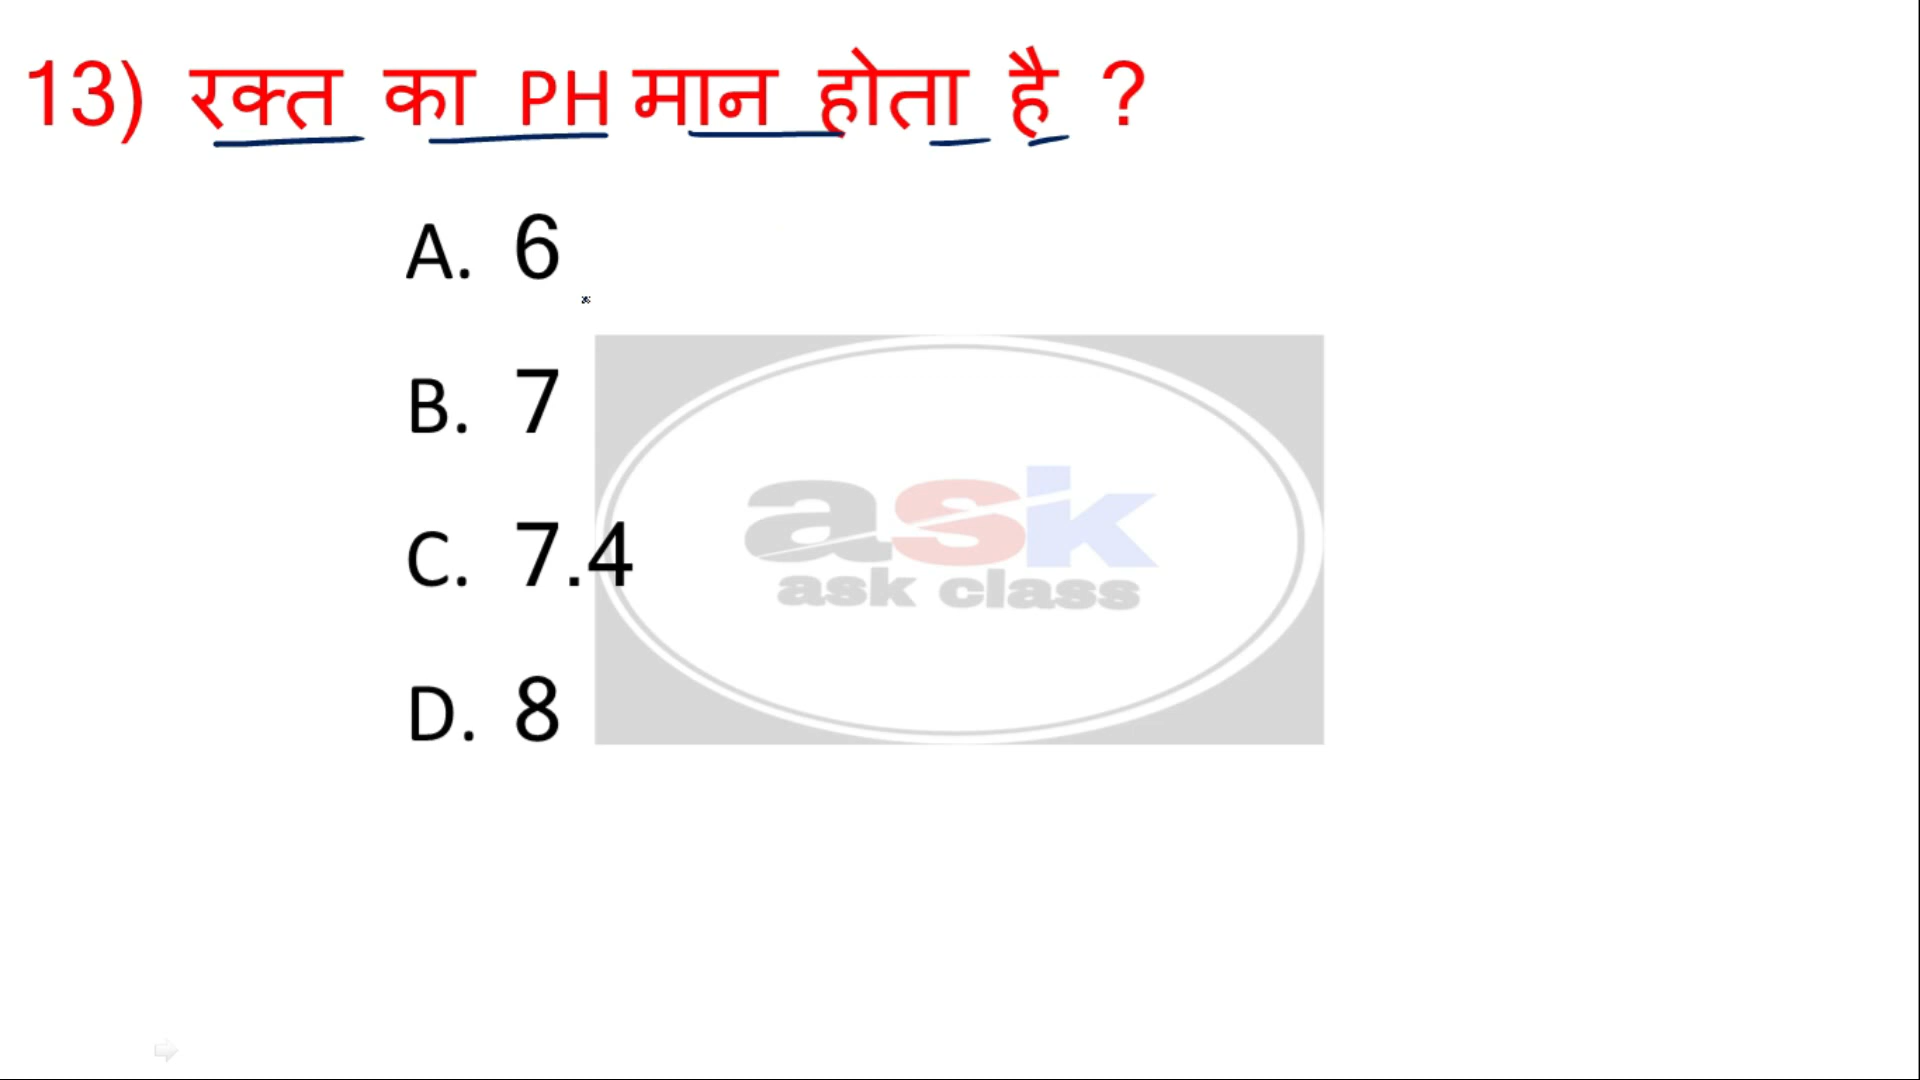 13) रक्त का PH मान होता है ?
A. 6
B. 7
C. 7.4
D. 8
ask
ask class